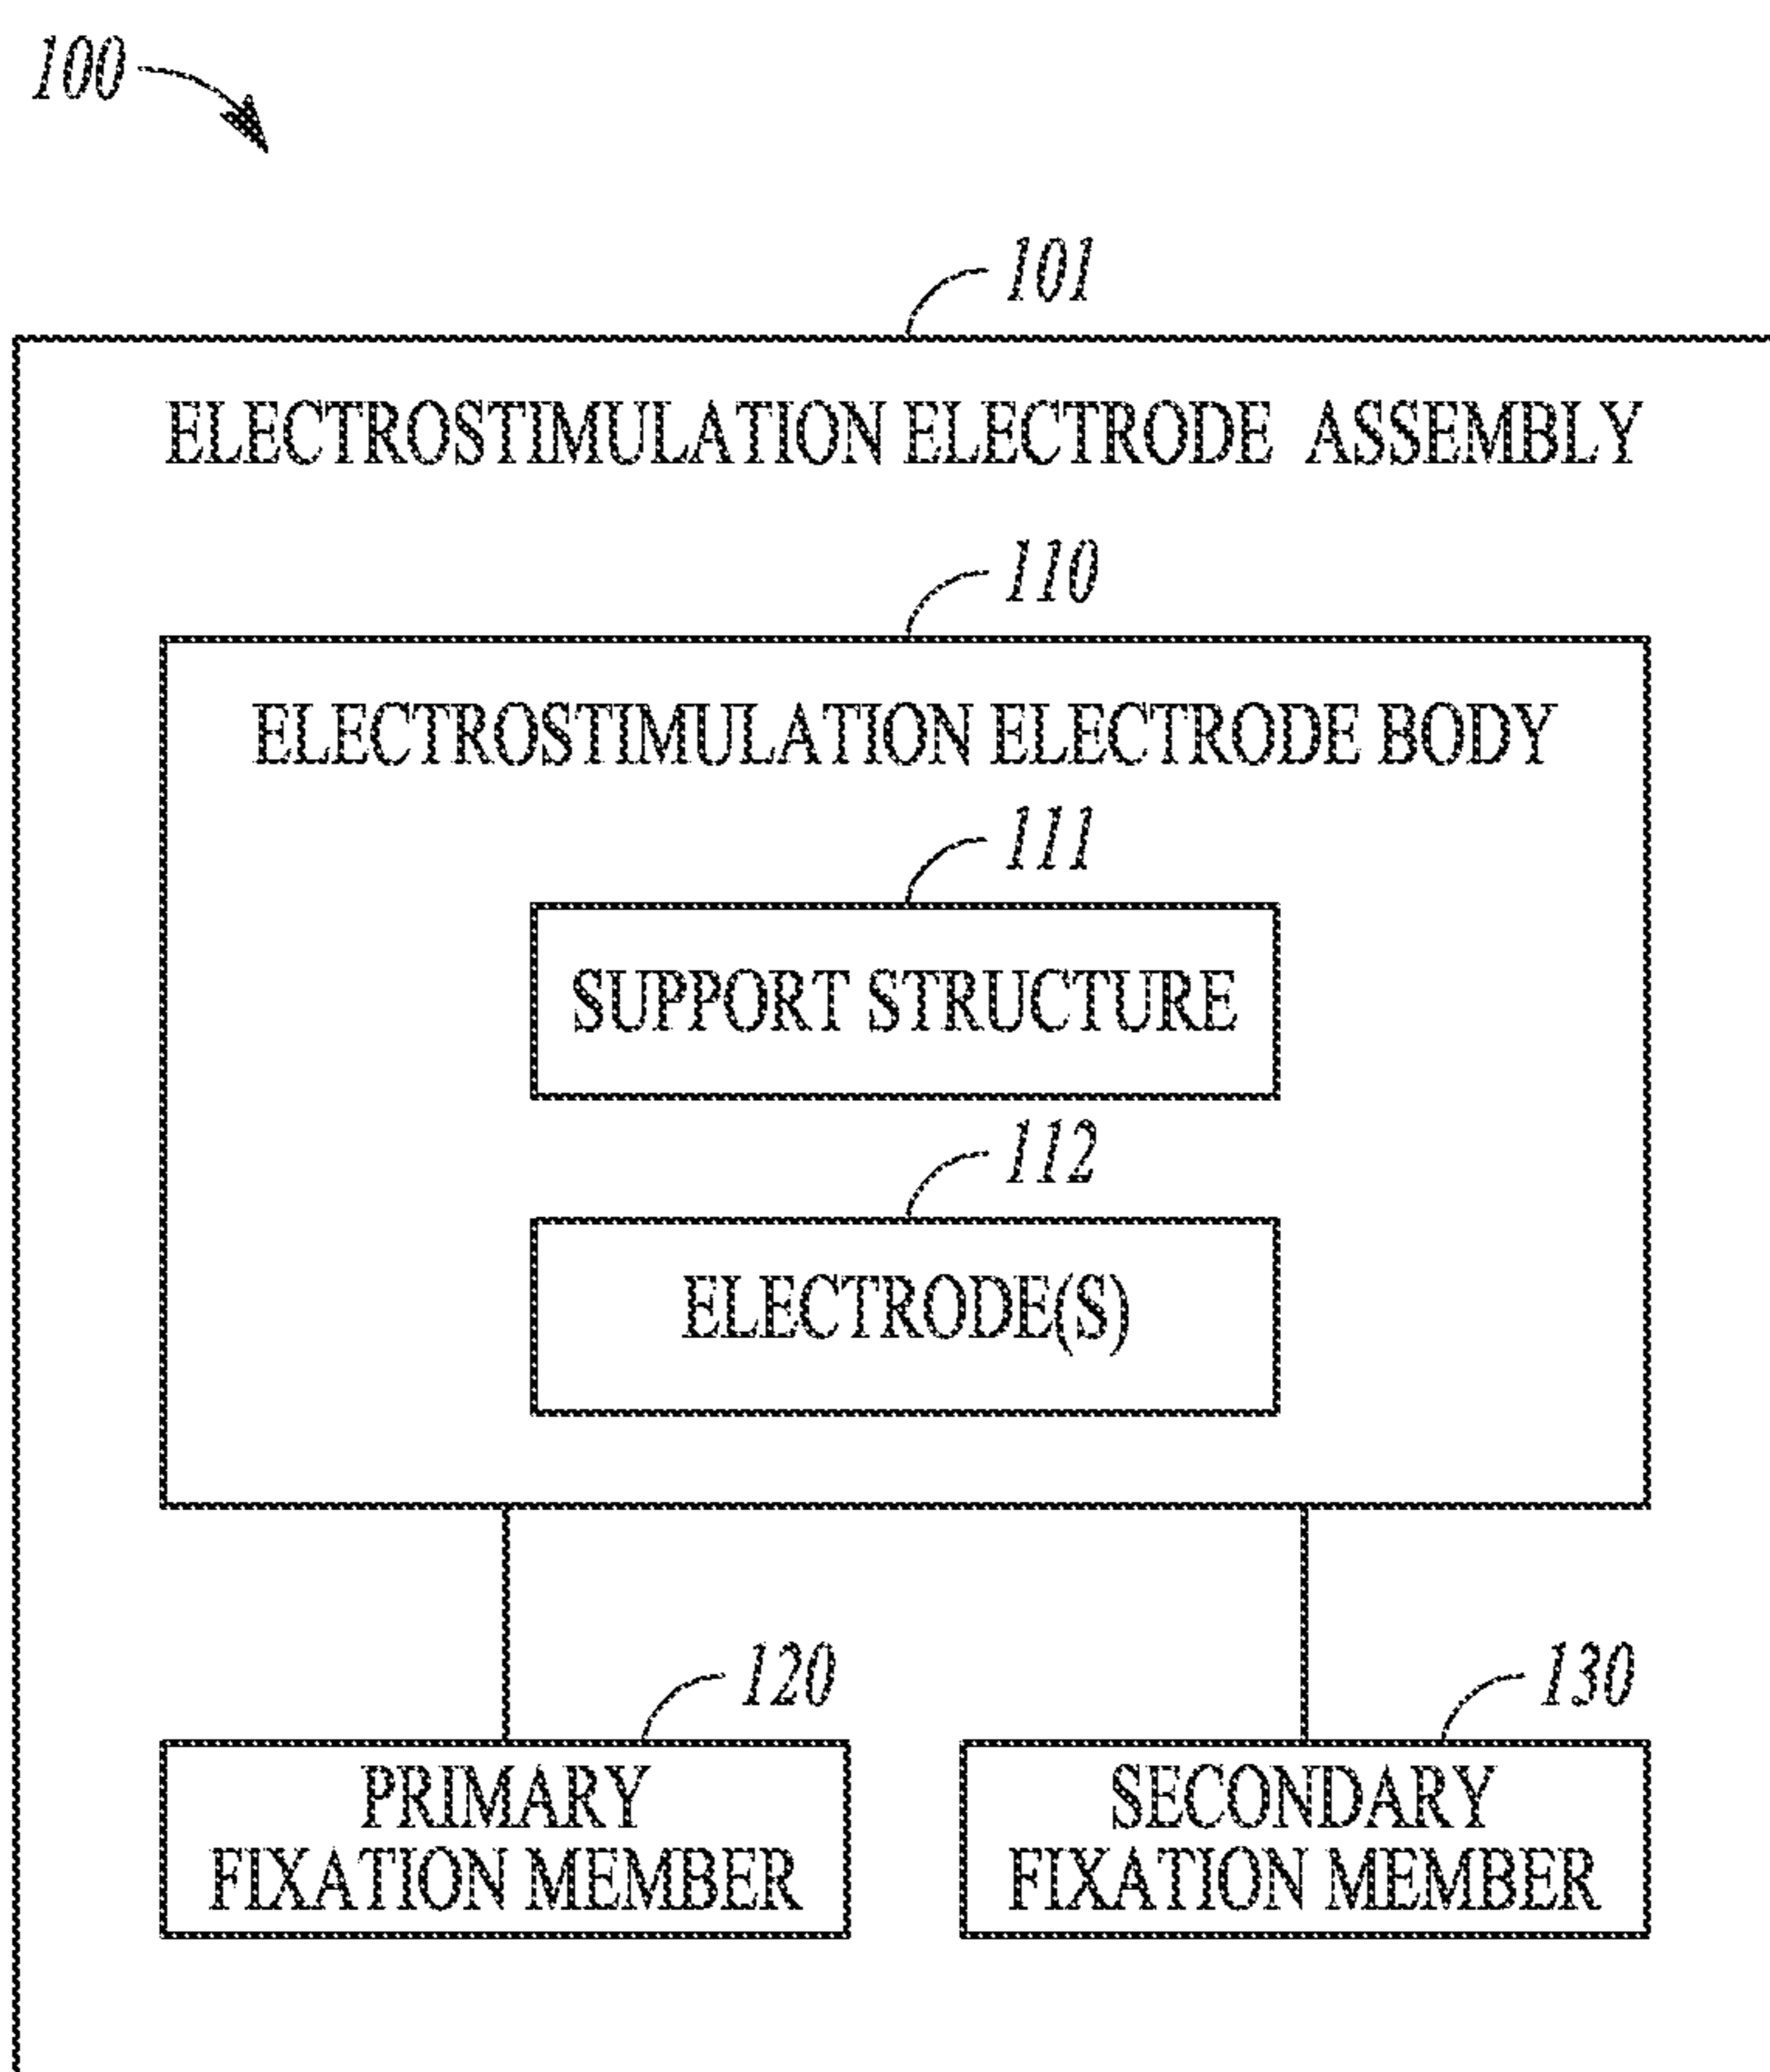 100
101
ELECTROSTIMULATION ELECTRODE ASSEMBLY
110
ELECTROSTIMULATION ELECTRODE BODY
111
SUPPORT STRUCTURE
112
ELECTRODE(S)
120
130
PRIMARY
FIXATION MEMBER
SECONDARY
FIXATION MEMBER